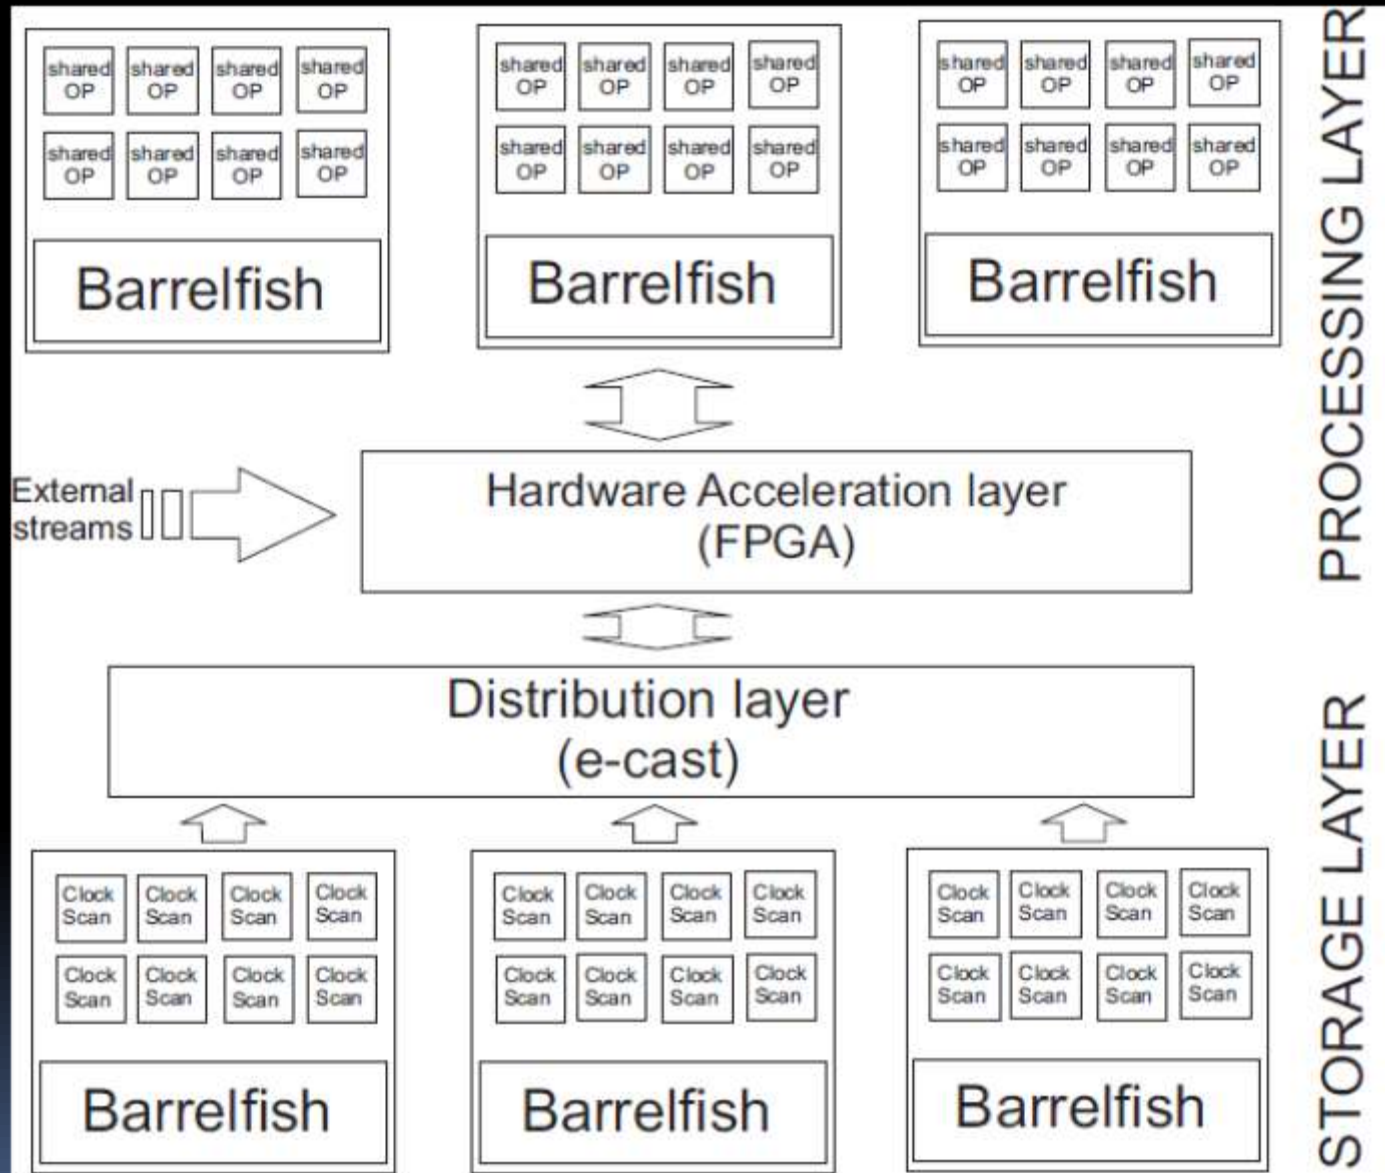 shared shared shared shared
OP OP OP OP
shared shared shared shared
OP OP OP OP
Barrelfish
shared shared shared shared
OP OP OP OP
shared shared shared shared
OP OP OP OP
Barrelfish
shared shared shared shared
OP OP OP OP
shared shared shared shared
OP OP OP OP
Barrelfish
PROCESSING LAYER
External
streams
Hardware Acceleration layer
(FPGA)
Distribution layer
(e-cast)
Clock Clock Clock Clock
Scan Scan Scan Scan
Clock Clock Clock Clock
Scan Scan Scan Scan
Barrelfish
Clock Clock Clock Clock
Scan Scan Scan Scan
Clock Clock Clock Clock
Scan Scan Scan Scan
Barrelfish
Clock Clock Clock Clock
Scan Scan Scan Scan
Clock Clock Clock Clock
Scan Scan Scan Scan
Barrelfish
STORAGE LAYER